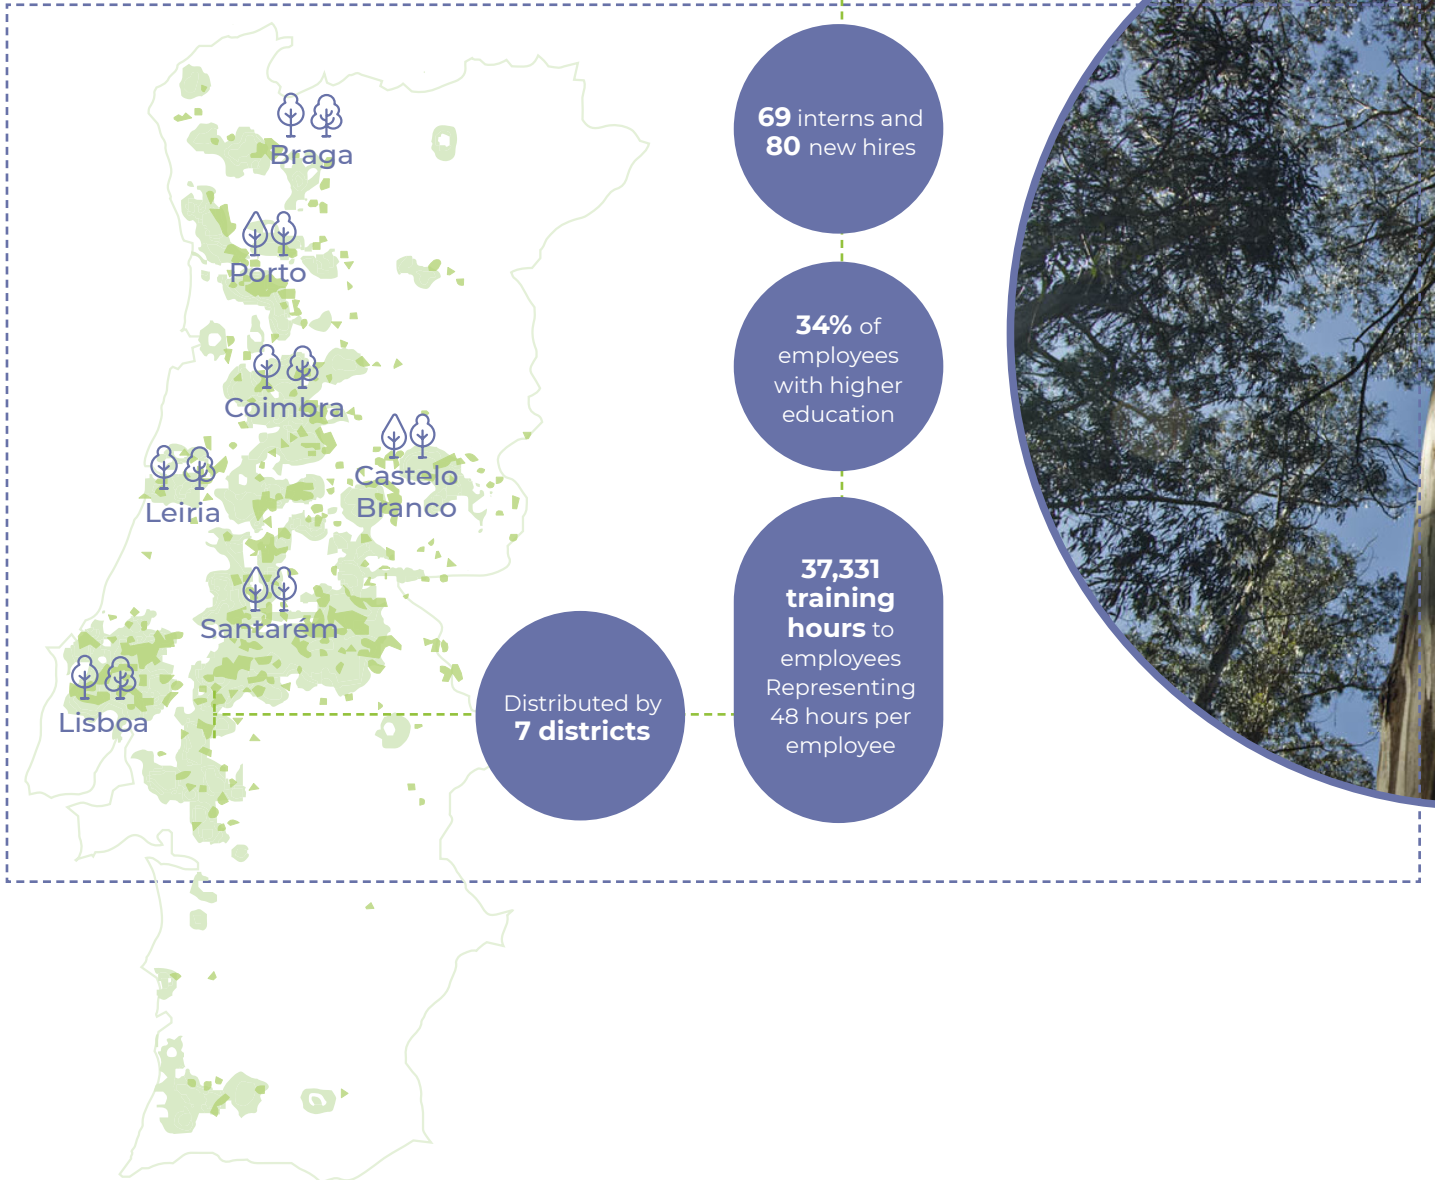 Braga
Porto
Coimbra
Castelo
Branco
Leiria
Santarém
Lisboa
69 interns and
80 new hires
34% of
employees
with higher
education
37,331
training
hours to
employees
Representing
48 hours per
employee
Distributed by
7 districts